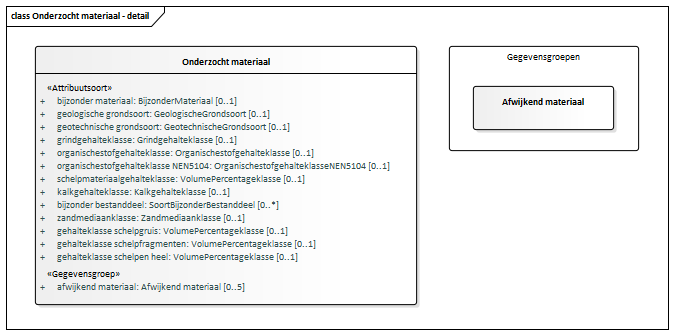 class Onderzocht materiaal - detail
Onderzocht materiaal
«Attribuutsoort»
+ bijzonder materiaal: BijzonderMateriaal [0..1]
+ geologische grondsoort: GeologischeGrondsoort [0..1]
+ geotechnische grondsoort: GeotechnischeGrondsoort [0..1]
+ grindgehalteklasse: Grindgehalteklasse [0..1]
+ organischestofgehalteklasse: Organischestofgehalteklasse [0..1]
+ organischestofgehalteklasse NEN5104: OrganischestofgehalteklasseNEN5104 [0..1]
+ schelpmateriaalgehalteklasse: VolumePercentageklasse [0..1]
+ kalkgehalteklasse: Kalkgehalteklasse [0..1]
+ bijzonder bestanddeel: SoortBijzonderBestanddeel [0..*]
+ zandmediaanklasse: Zandmediaanklasse [0..1]
+ gehalteklasse schelpgruis: VolumePercentageklasse [0..1]
+ gehalteklasse schelpfragmenten: VolumePercentageklasse [0..1]
+ gehalteklasse schelpen heel: VolumePercentageklasse [0..1]
«Gegevensgroep»
+ afwijkend materiaal: Afwijkend materiaal [0..5]
Gegevensgroepen
Afwijkend materiaal